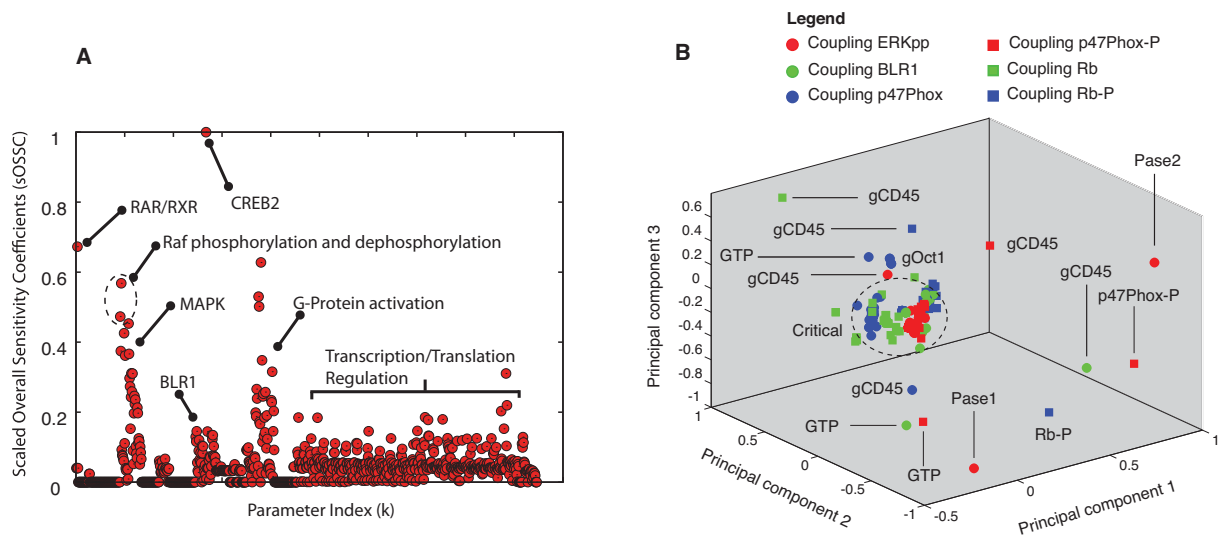 A
Scaled Overall Sensitivity Coefficients (sOSSC)
1
0.8
0.6
0.4
0.2
0
RAR/RXR
CREB2
Raf phosphorylation and dephosphorylation
MAPK
G-Protein activation
BLR1
Transcription/Translation
Regulation
Parameter Index (k)
B
Legend
Coupling ERKpp
Coupling p47Phox-P
Coupling BLR1
Coupling Rb
Coupling p47Phox
Coupling Rb-P
Principal component 3
0.6
0.4
0.2
0
-0.2
-0.4
-0.6
-0.8
-1
1
0.5
0
-0.5
-1
Principal component 2
-0.5
0
0.5
1
Principal component 1
Pase2
gCD45
gCD45
gCD45
GTP
gOct1
gCD45
gCD45
p47Phox-P
Critical
gCD45
Pase1
GTP
Rb-P
GTP